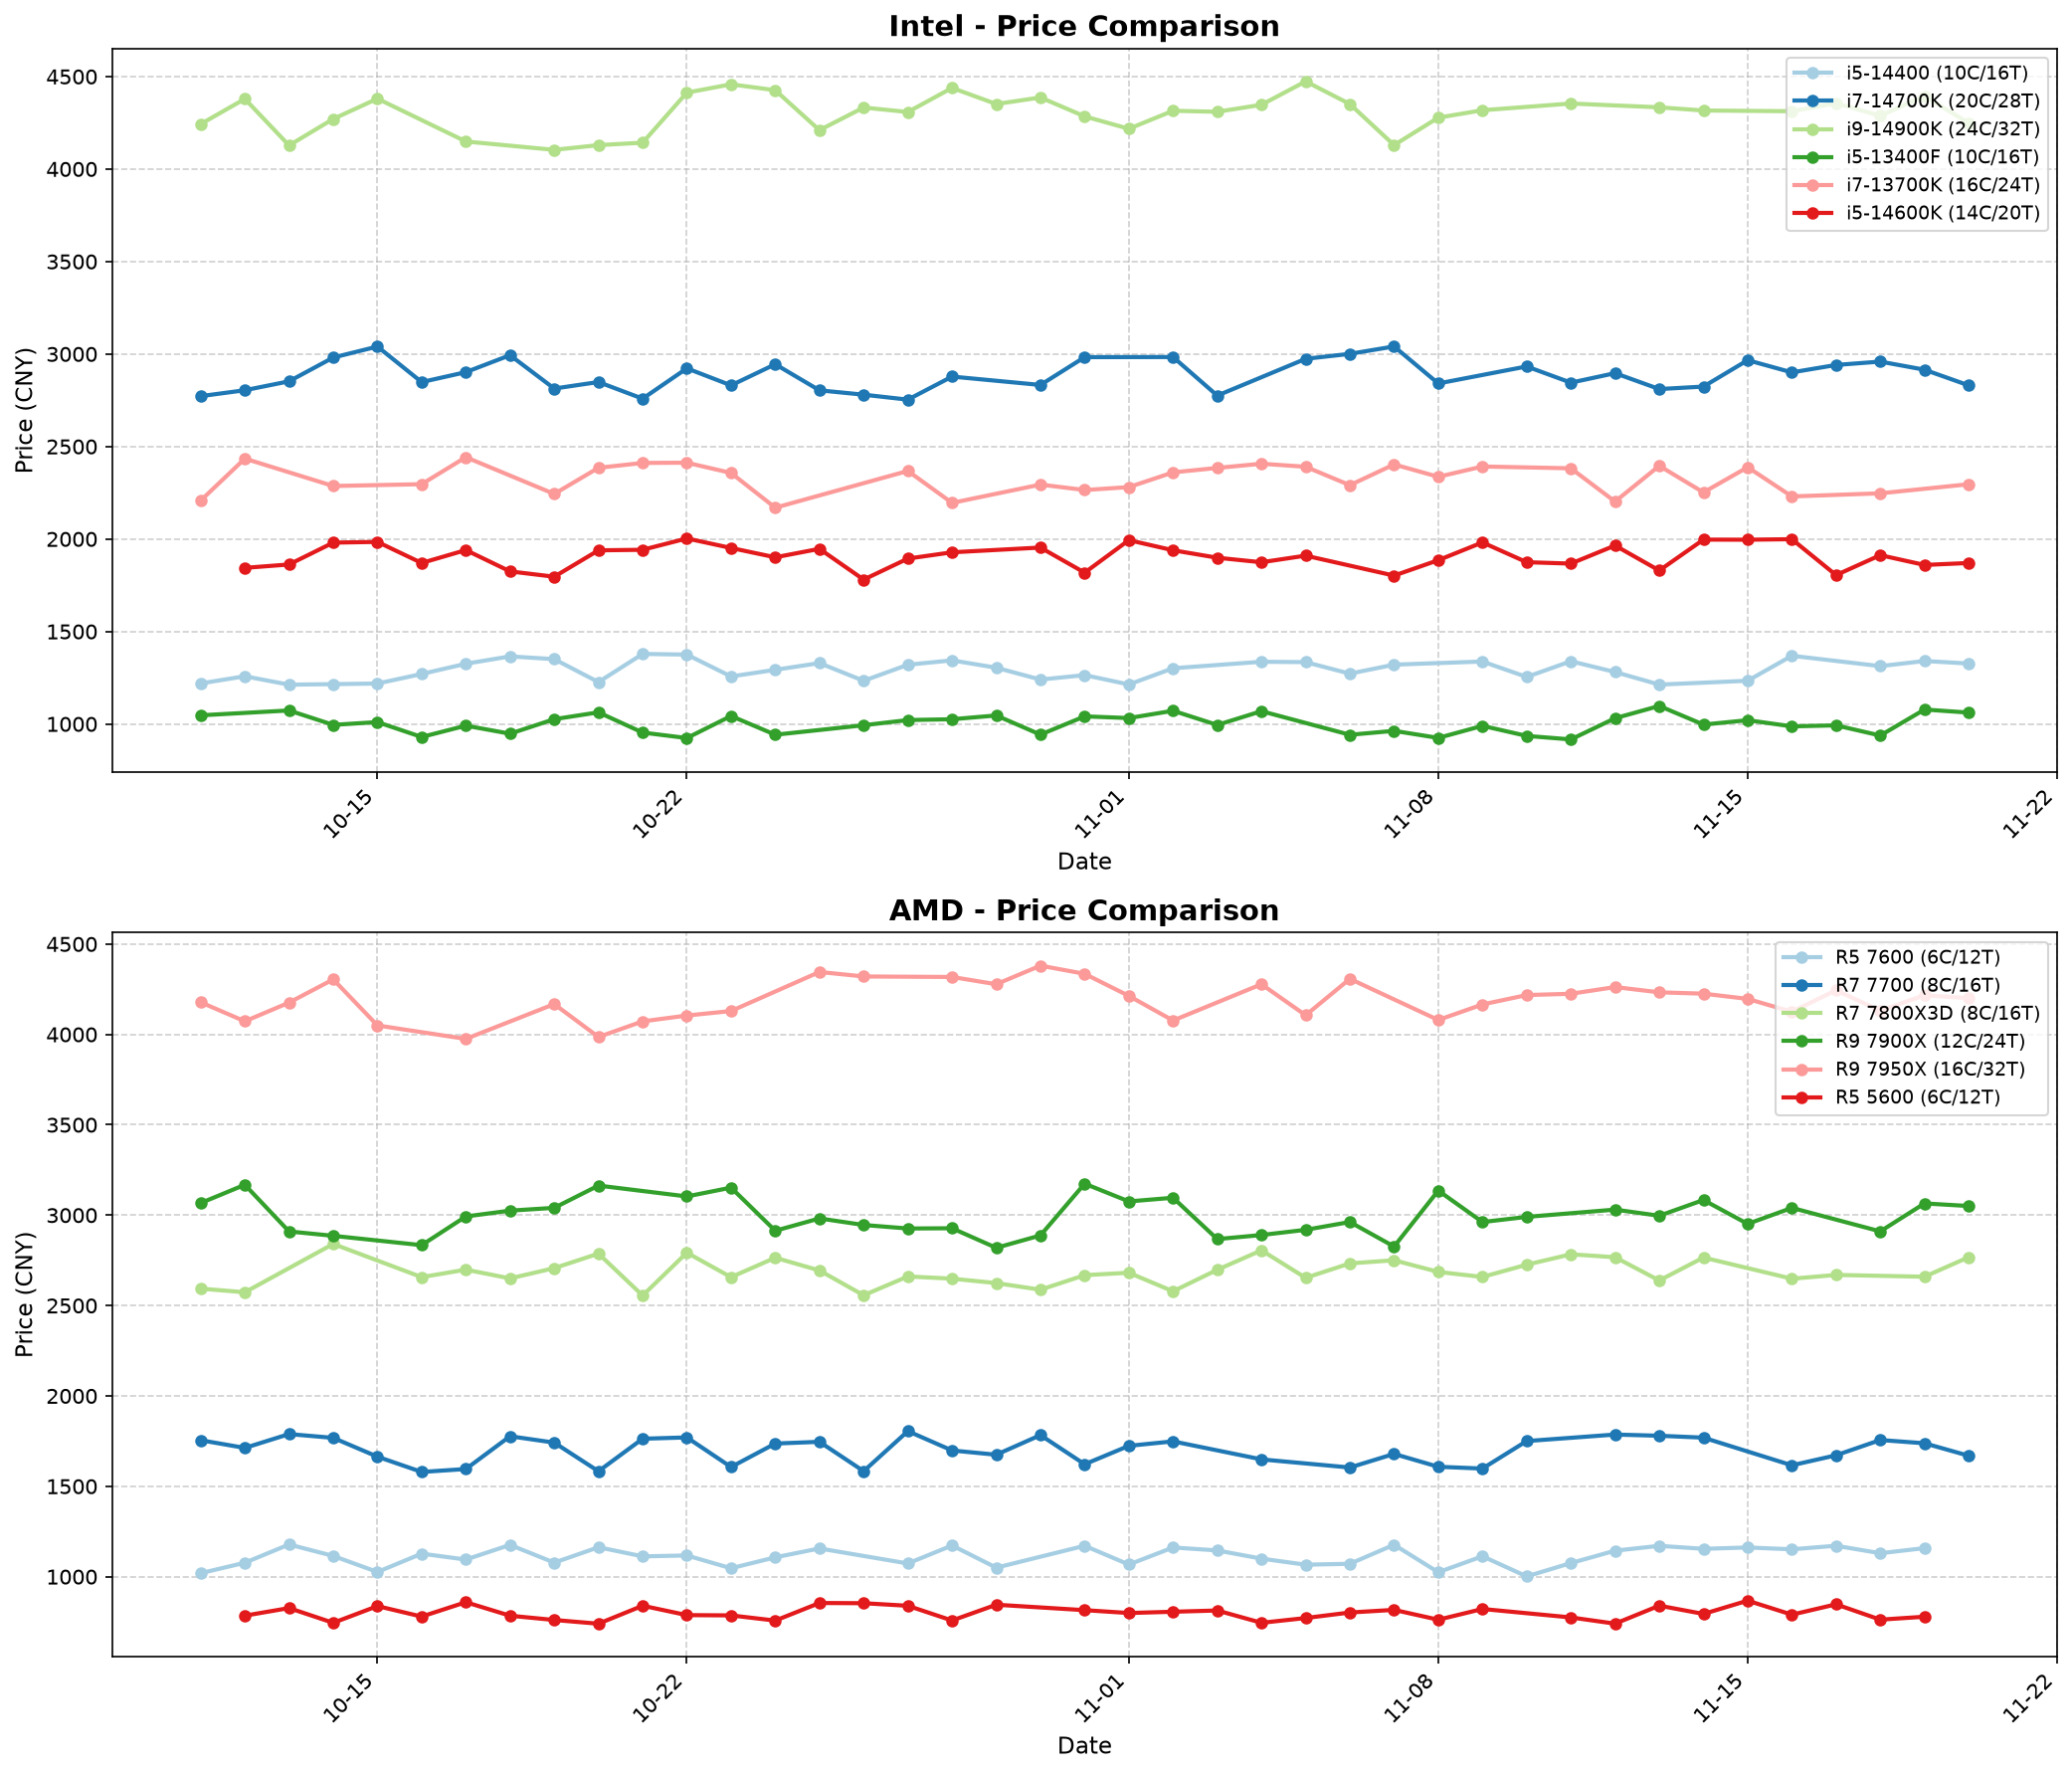 Intel - Price Comparison
4500
4000
3500
3000
2500
2000
1500
1000
Price (CNY)
i5-14400 (10C/16T)
i7-14700K (20C/28T)
i9-14900K (24C/32T)
i5-13400F (10C/16T)
i7-13700K (16C/24T)
i5-14600K (14C/20T)
10-15
10-22
11-01
11-08
11-15
11-22
Date
AMD - Price Comparison
4500
4000
3500
3000
2500
2000
1500
1000
Price (CNY)
R5 7600 (6C/12T)
R7 7700 (8C/16T)
R7 7800X3D (8C/16T)
R9 7900X (12C/24T)
R9 7950X (16C/32T)
R5 5600 (6C/12T)
10-15
10-22
11-01
11-08
11-15
11-22
Date